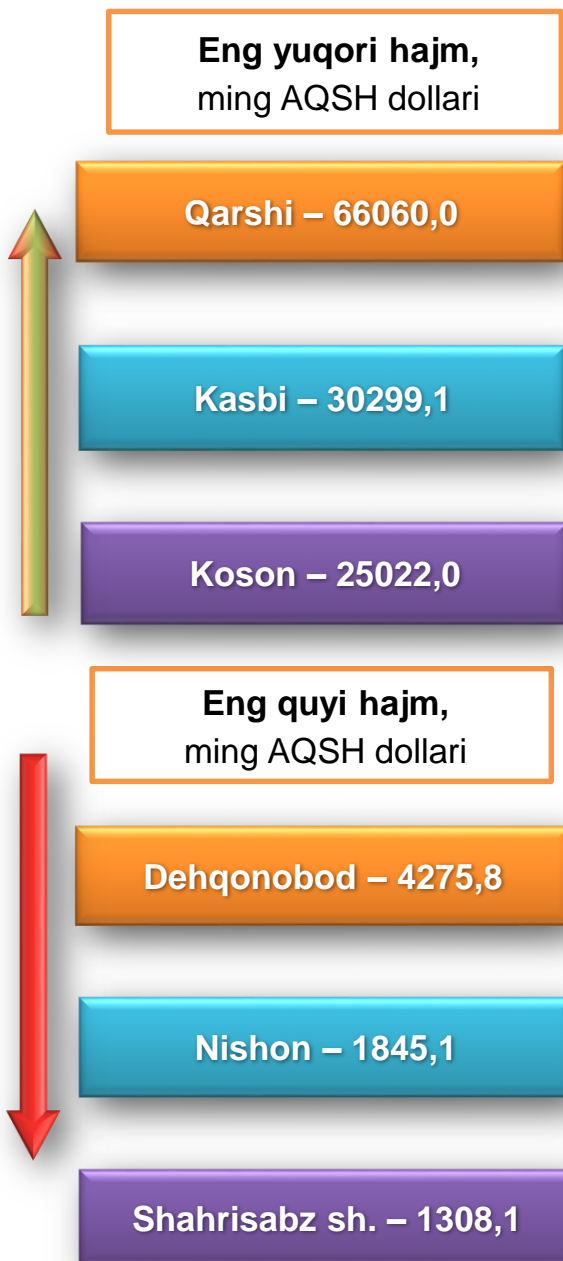 Eng yuqori hajm,
ming AQSH dollari
Qarshi – 66060,0
Kasbi – 30299,1
Koson – 25022,0
Eng quyi hajm,
ming AQSH dollari
Dehqonobod – 4275,8
Nishon – 1845,1
Shahrisabz sh. – 1308,1